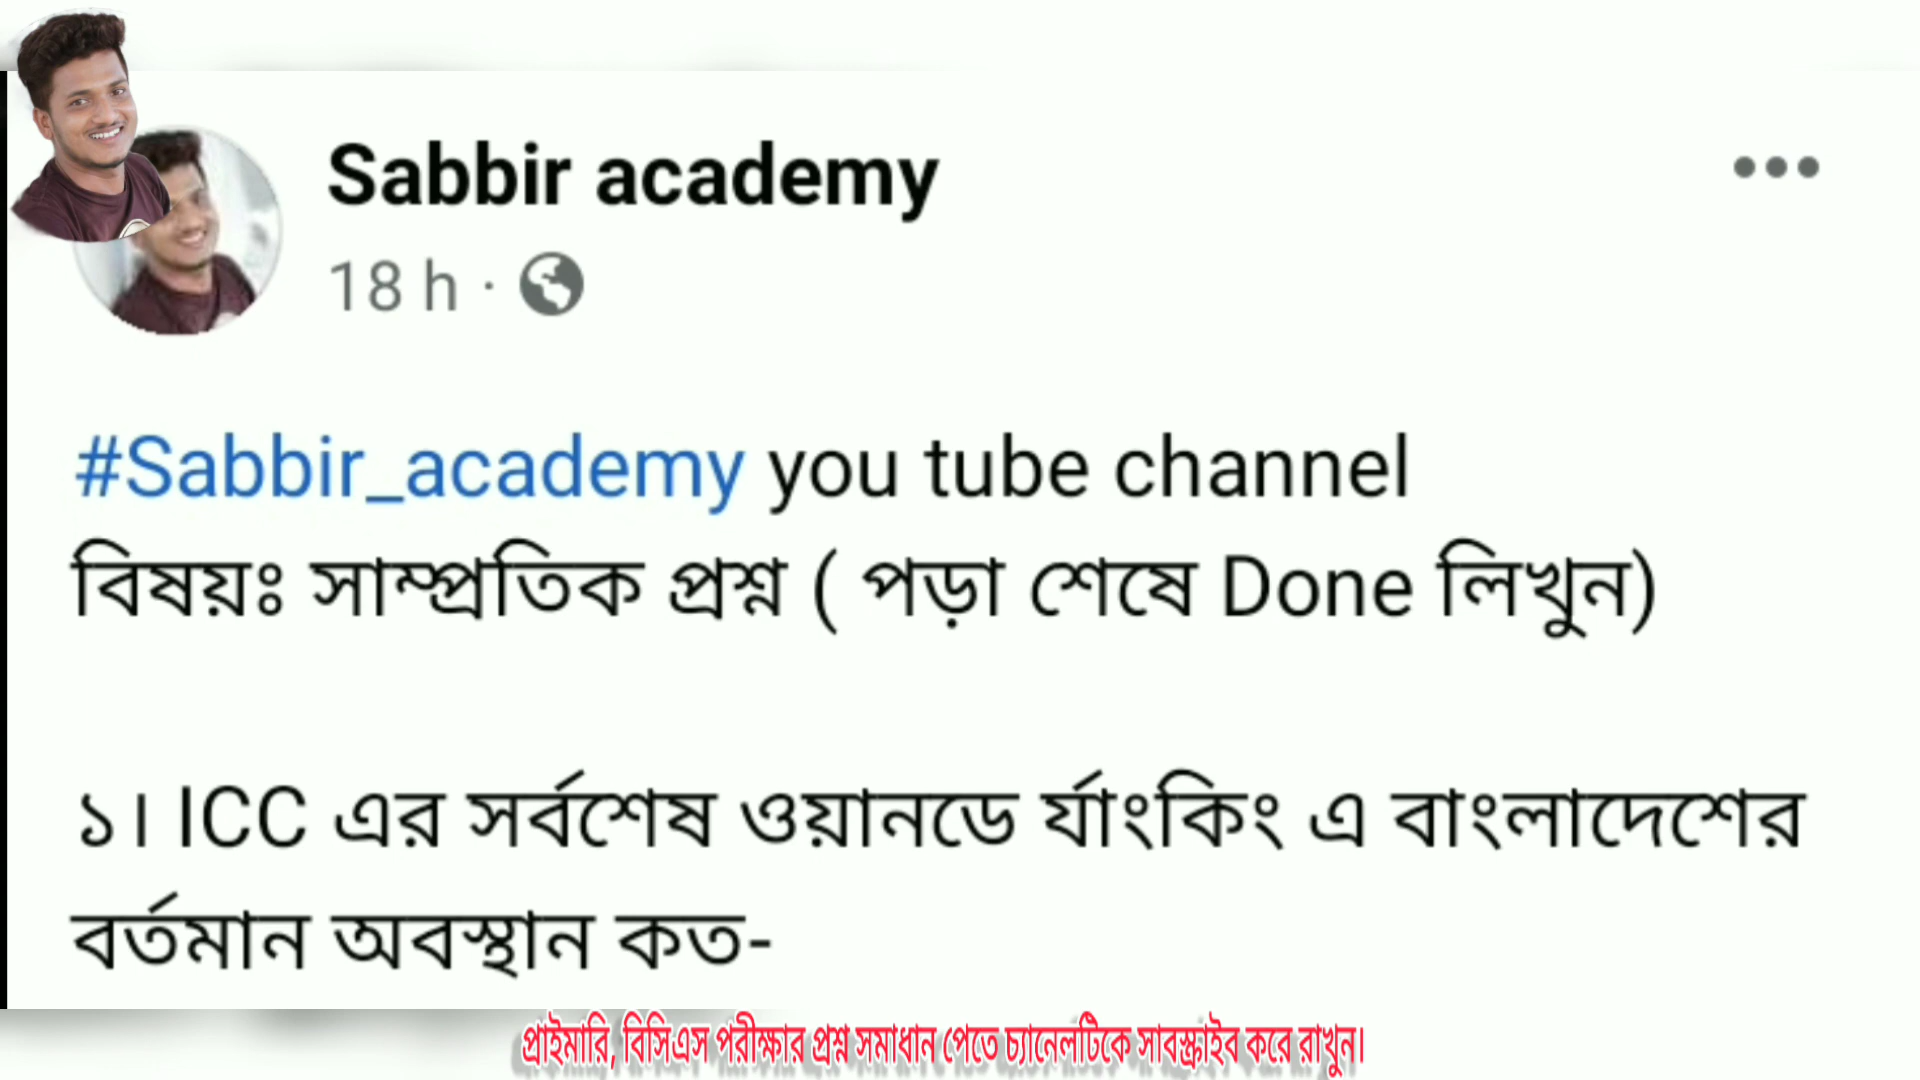 Sabbir academy
18 h ·
#Sabbir_academy you tube channel
বিষয়ঃ সাম্প্রতিক প্রশ্ন ( পড়া শেষে Done লিখুন)
১। ICC এর সর্বশেষ ওয়ানডে র্যাংকিং এ বাংলাদেশের
বর্তমান অবস্থান কত-
প্রাইমারি, বিসিএস পরীক্ষার প্রশ্ন সমাধান পেতে চ্যানেলটিকে সাবস্ক্রাইব করে রাখুন।